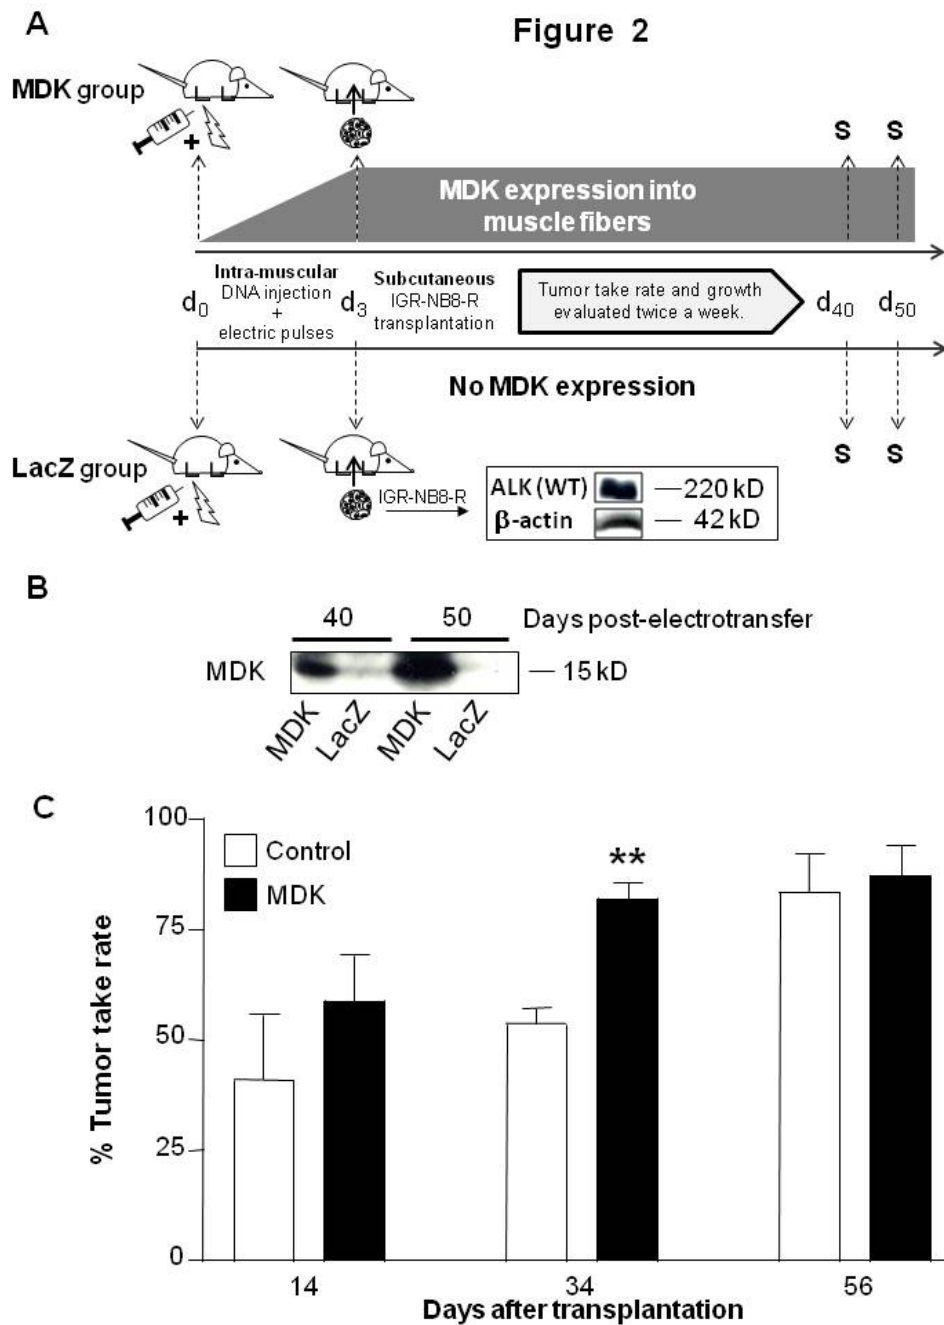 A
Figure 2
MDK group
+
S S
MDK expression into
muscle fibers
d0
Intra-muscular
DNA injection
+
electric pulses
d3
Subcutaneous
IGR-NB8-R
transplantation
Tumor take rate and growth
evaluated twice a week.
d40
d50
No MDK expression
LacZ group
+
S S
IGR-NB8-R
ALK (WT) —220 kD
β-actin — 42 kD
B
40 50 Days post-electrotransfer
MDK — 15 kD
MDK LacZ MDK LacZ
C
100
75
50
25
0
% Tumor take rate
Control
MDK
**
14 34 56
Days after transplantation